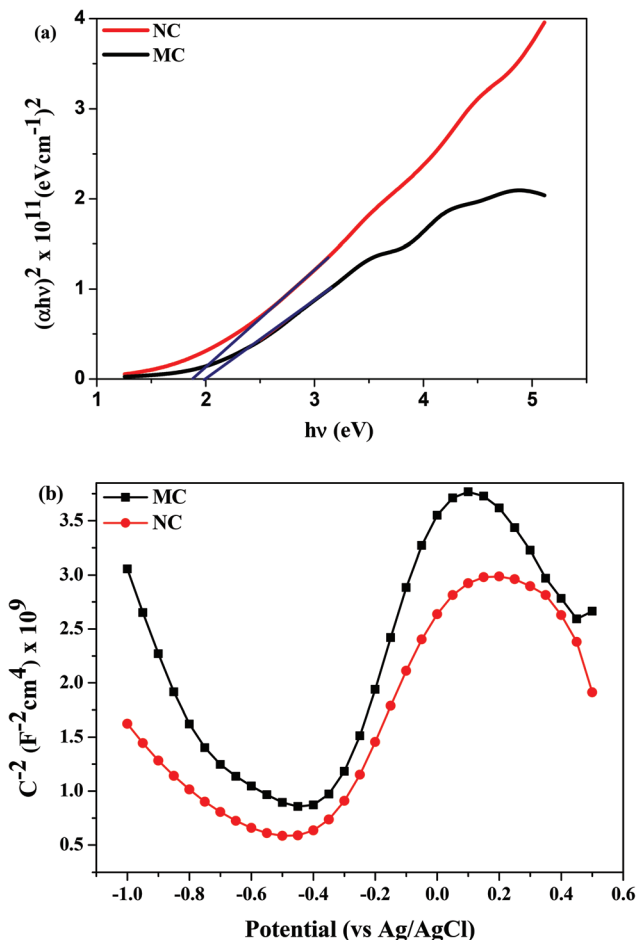 (a)
NC
MC
(αhν)² x 10¹¹(eVcm⁻¹)²
4
3
2
1
0
1 2 3 4 5
hν (eV)
(b)
MC
NC
C⁻² (F⁻²cm⁴) x 10⁹
3.5
3.0
2.5
2.0
1.5
1.0
0.5
-1.0 -0.8 -0.6 -0.4 -0.2 0.0 0.2 0.4 0.6
Potential (vs Ag/AgCl)